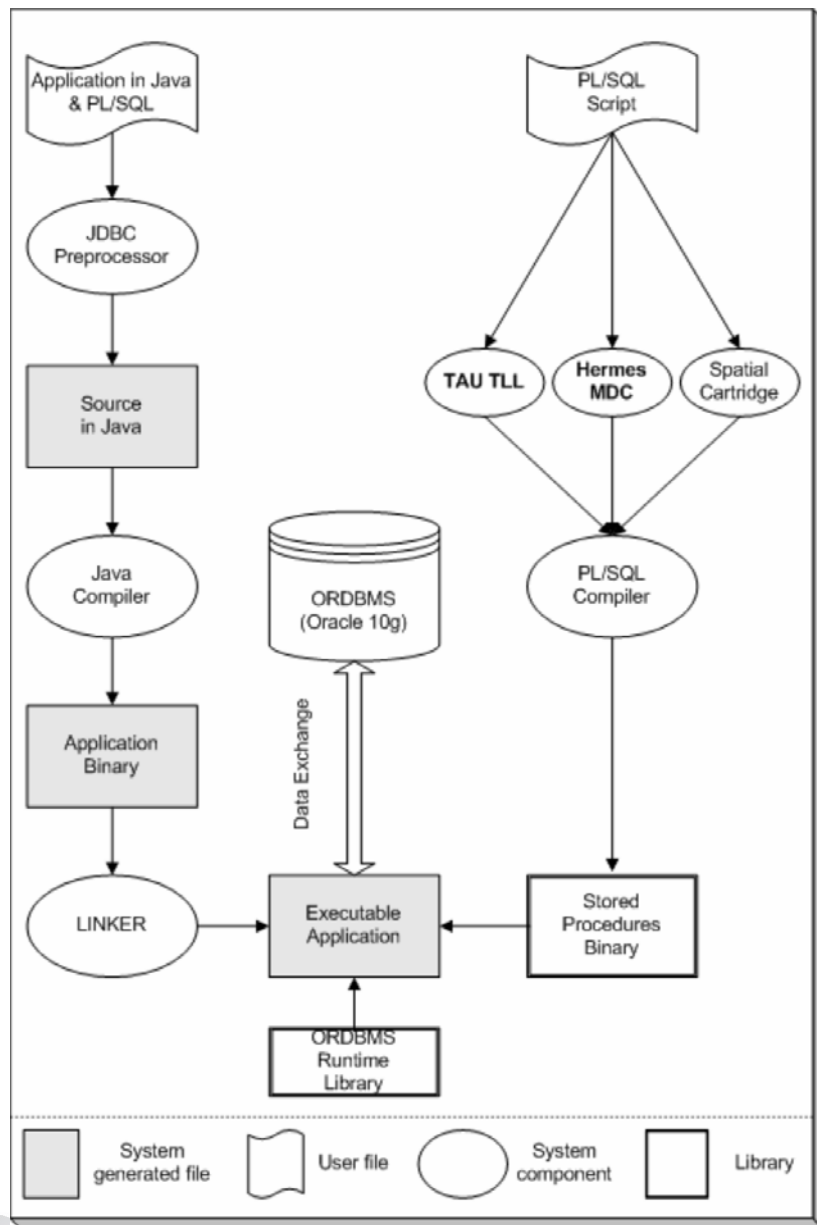 Application in Java
& PL/SQL
PL/SQL
Script
JDBC
Preprocessor
TAU TLL
Hermes
MDC
Spatial
Cartridge
Source
in Java
Java
Compiler
ORDBMS
(Oracle 10g)
PL/SQL
Compiler
Application
Binary
Data Exchange
LINKER
Executable
Application
Stored
Procedures
Binary
ORDBMS
Runtime
Library
System
generated file
User file
System
component
Library